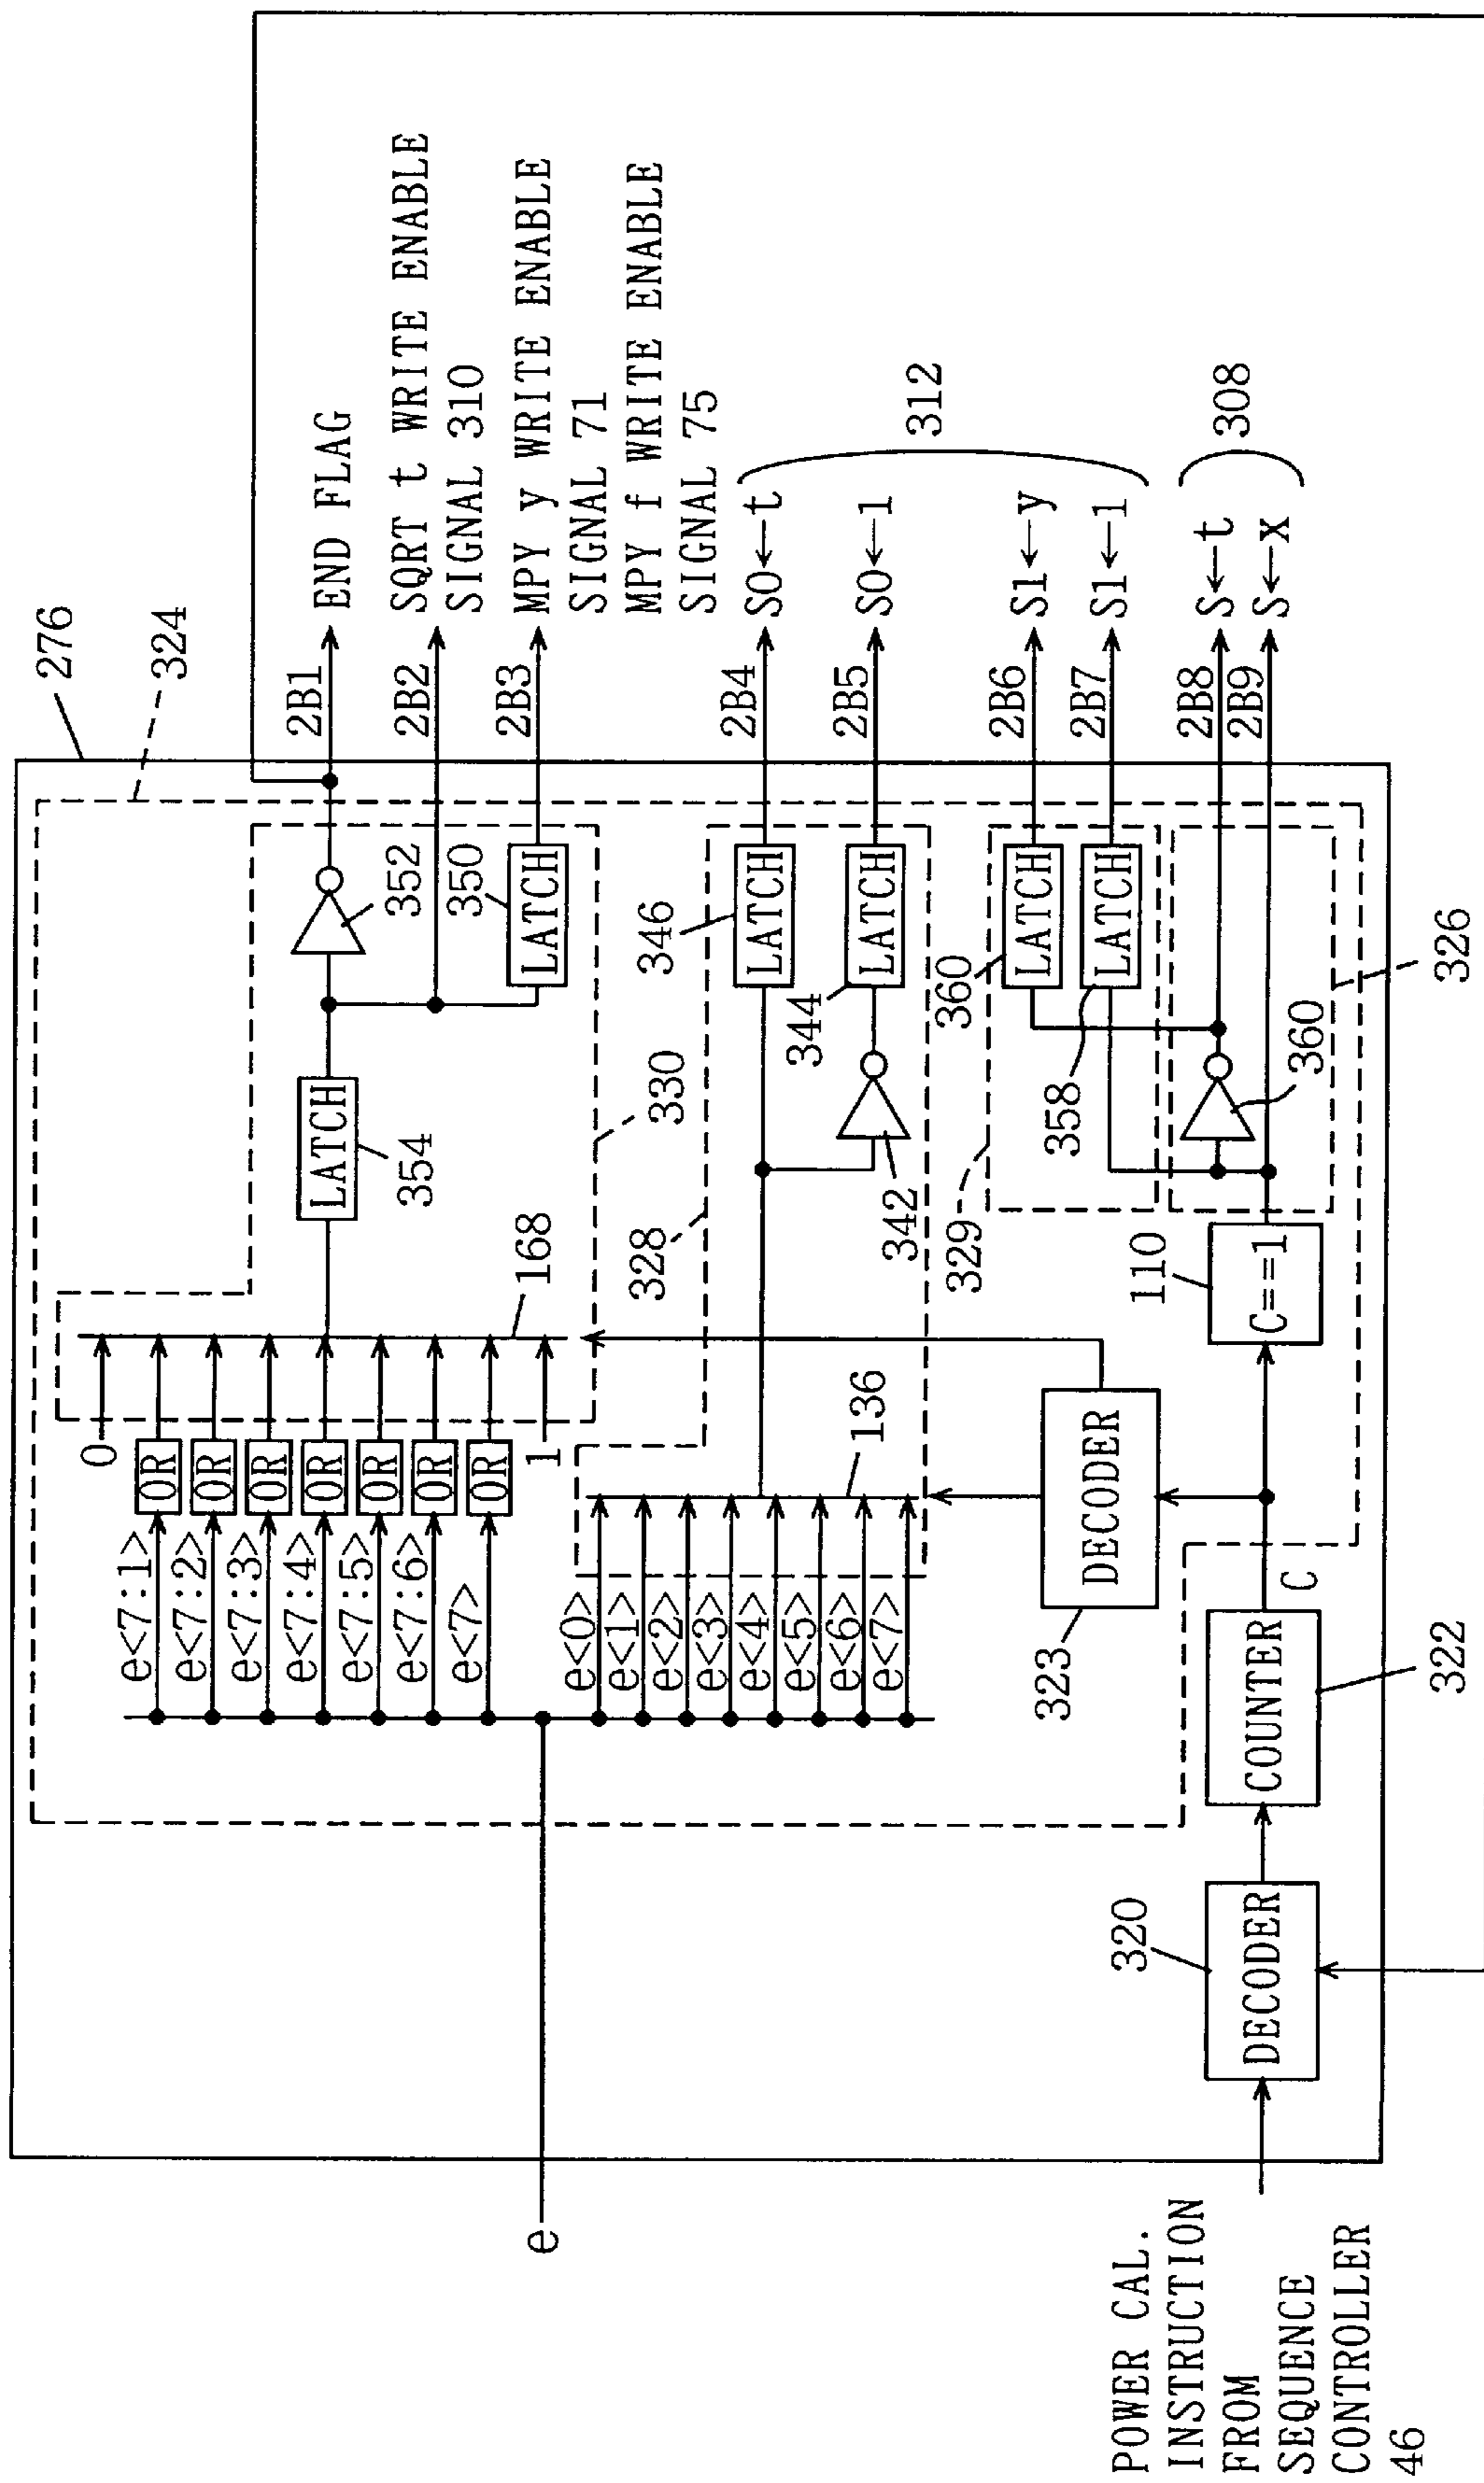 276
324
2B1
END FLAG
2B2
SQRT t WRITE ENABLE
SIGNAL 310
2B3
MPY y WRITE ENABLE
SIGNAL 71
MPY f WRITE ENABLE
SIGNAL 75
2B4
S0←t
2B5
S0←1
312
2B6
S1←y
2B7
S1←1
2B8
S←t
2B9
S←x
308
0
OR
OR
OR
OR
OR
OR
OR
1
e<7:1>
e<7:2>
e<7:3>
e<7:4>
e<7:5>
e<7:6>
e<7>
168
LATCH
354
352
350
LATCH
330
e
e<0>
e<1>
e<2>
e<3>
e<4>
e<5>
e<6>
e<7>
136
328
346
LATCH
344
LATCH
342
329
360
LATCH
358
LATCH
360
326
323
DECODER
110
C==1
320
DECODER
COUNTER
C
322
POWER CAL.
INSTRUCTION
FROM
SEQUENCE
CONTROLLER
46